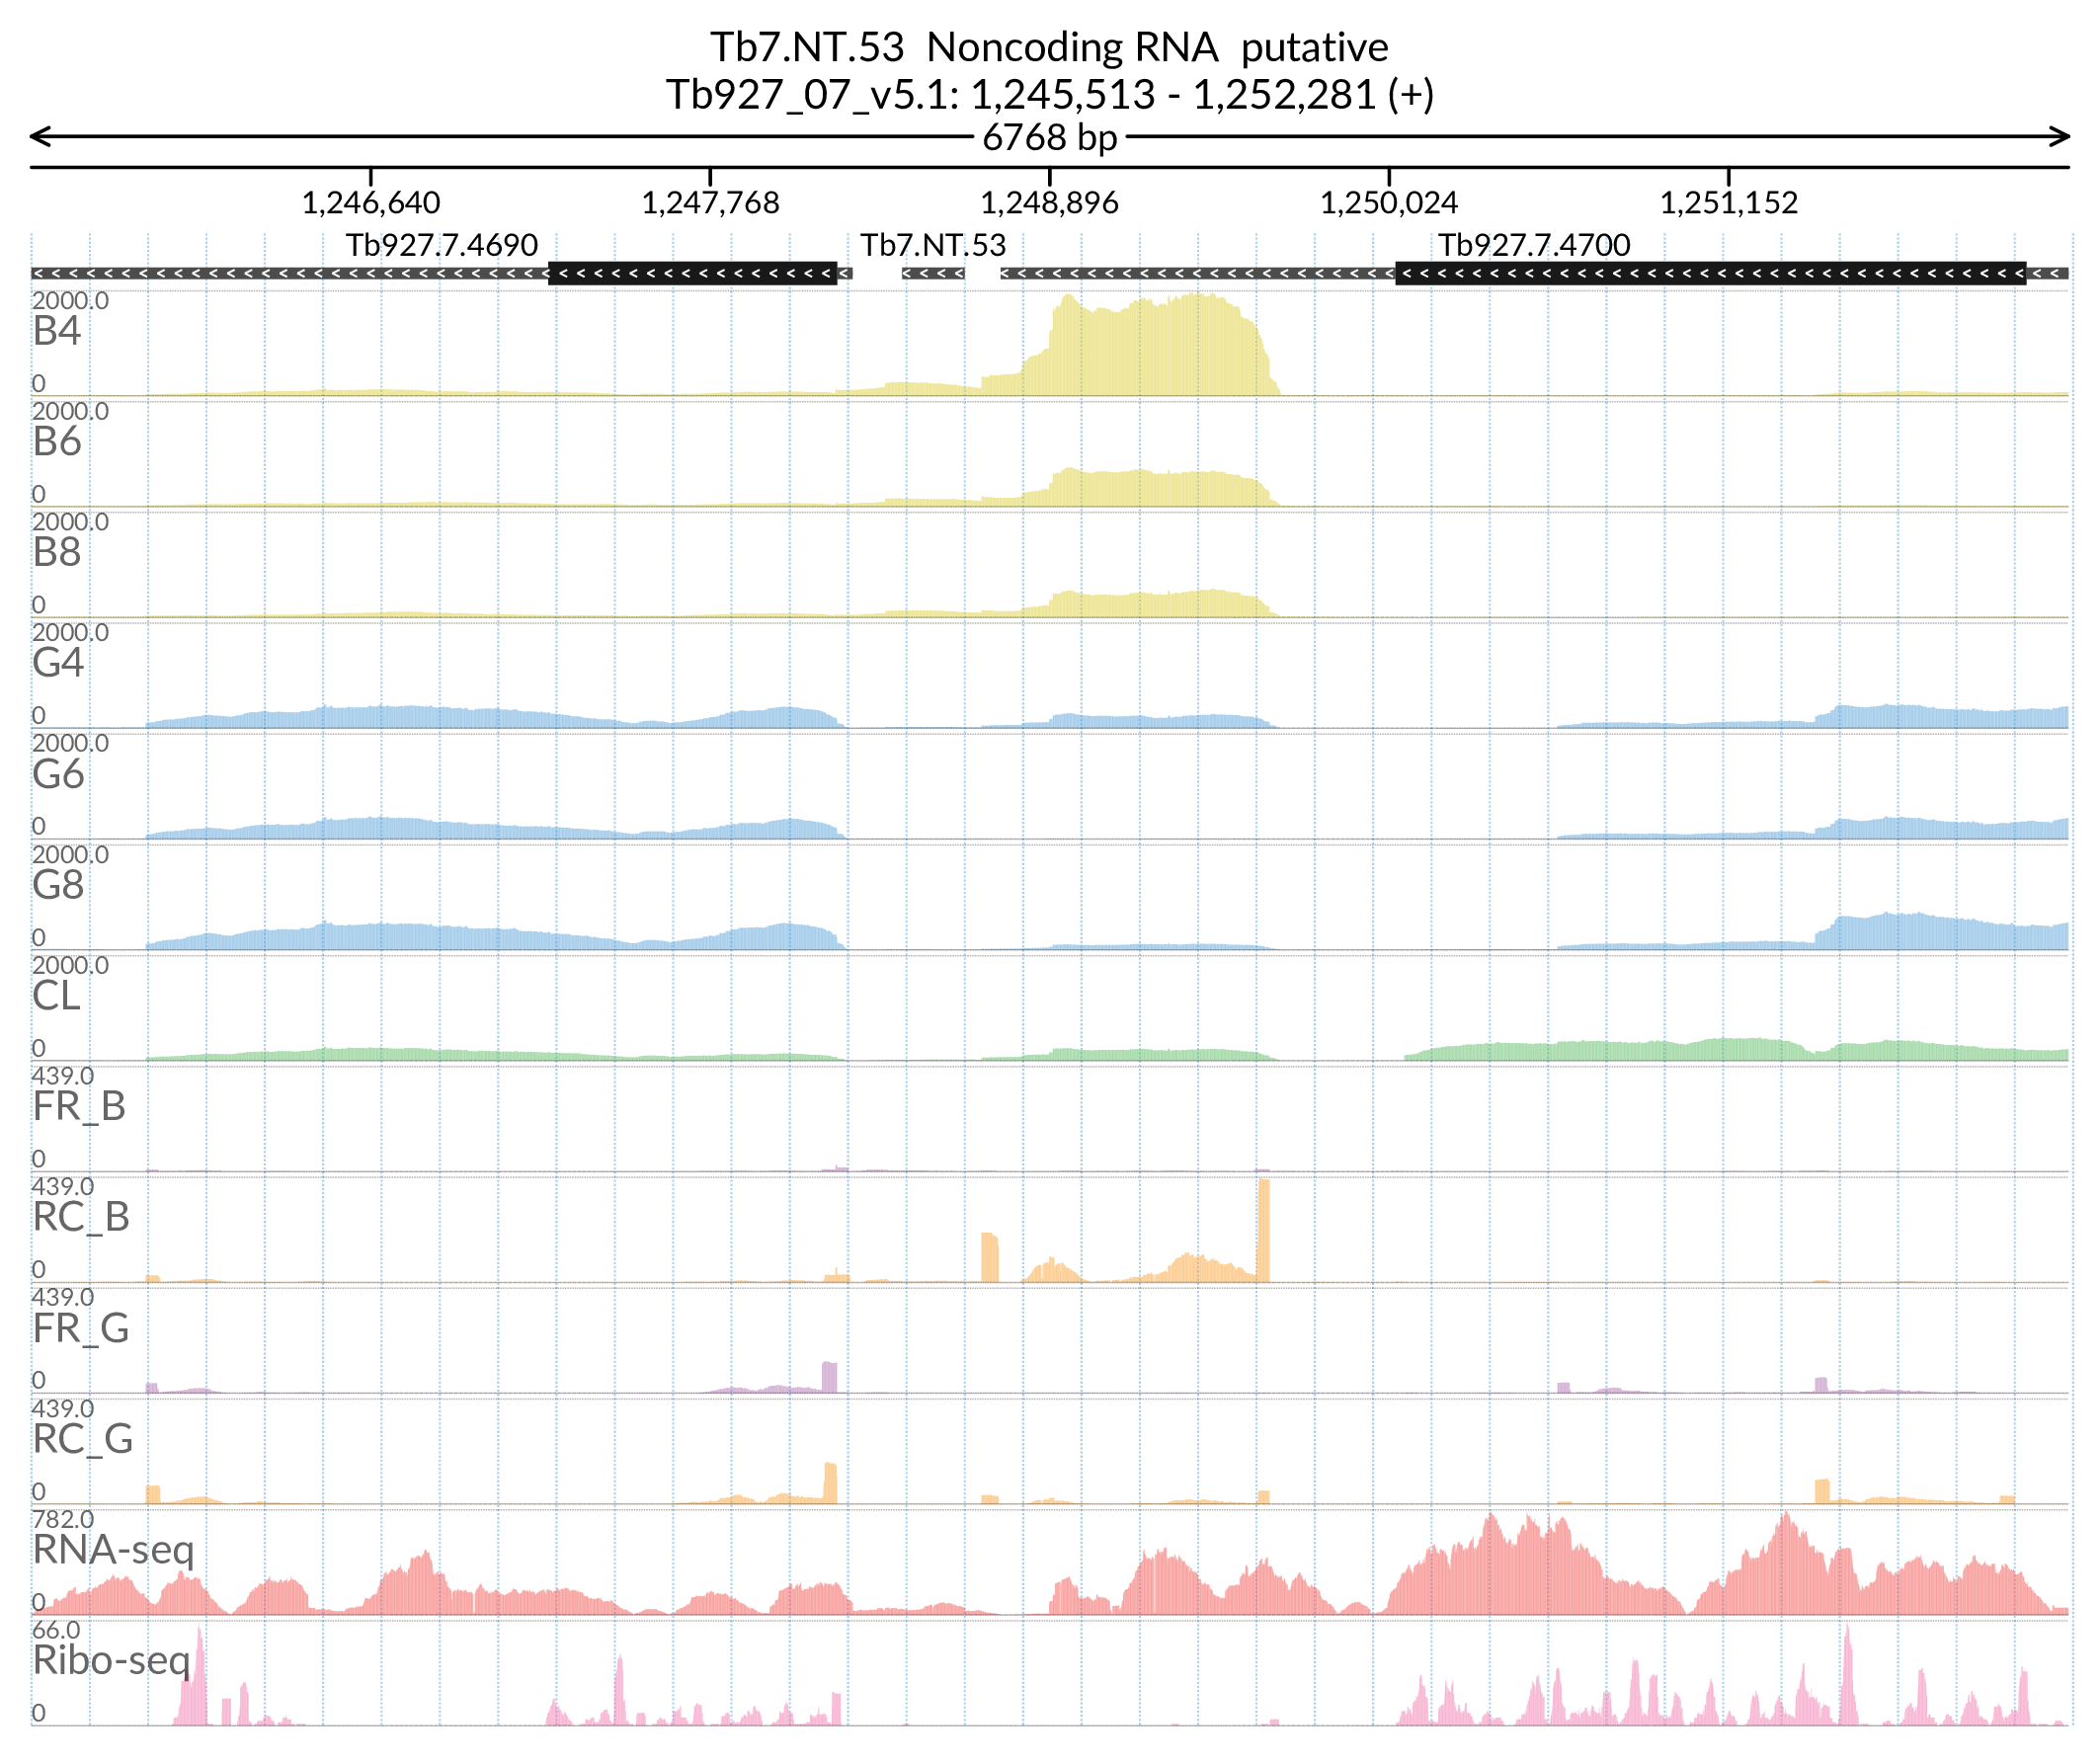 Tb7.NT.53  Noncoding RNA  putative
Tb927_07_v5.1: 1,245,513 - 1,252,281 (+)
6768 bp
1,246,640 1,247,768 1,248,896 1,250,024 1,251,152
Tb927.7.4690 Tb7.NT.53 Tb927.7.4700
2000.0
B4
0
2000.0
B6
0
2000.0
B8
0
2000.0
G4
0
2000.0
G6
0
2000.0
G8
0
2000.0
CL
0
439.0
FR_B
0
439.0
RC_B
0
439.0
FR_G
0
439.0
RC_G
0
782.0
RNA-seq
0
66.0
Ribo-seq
0